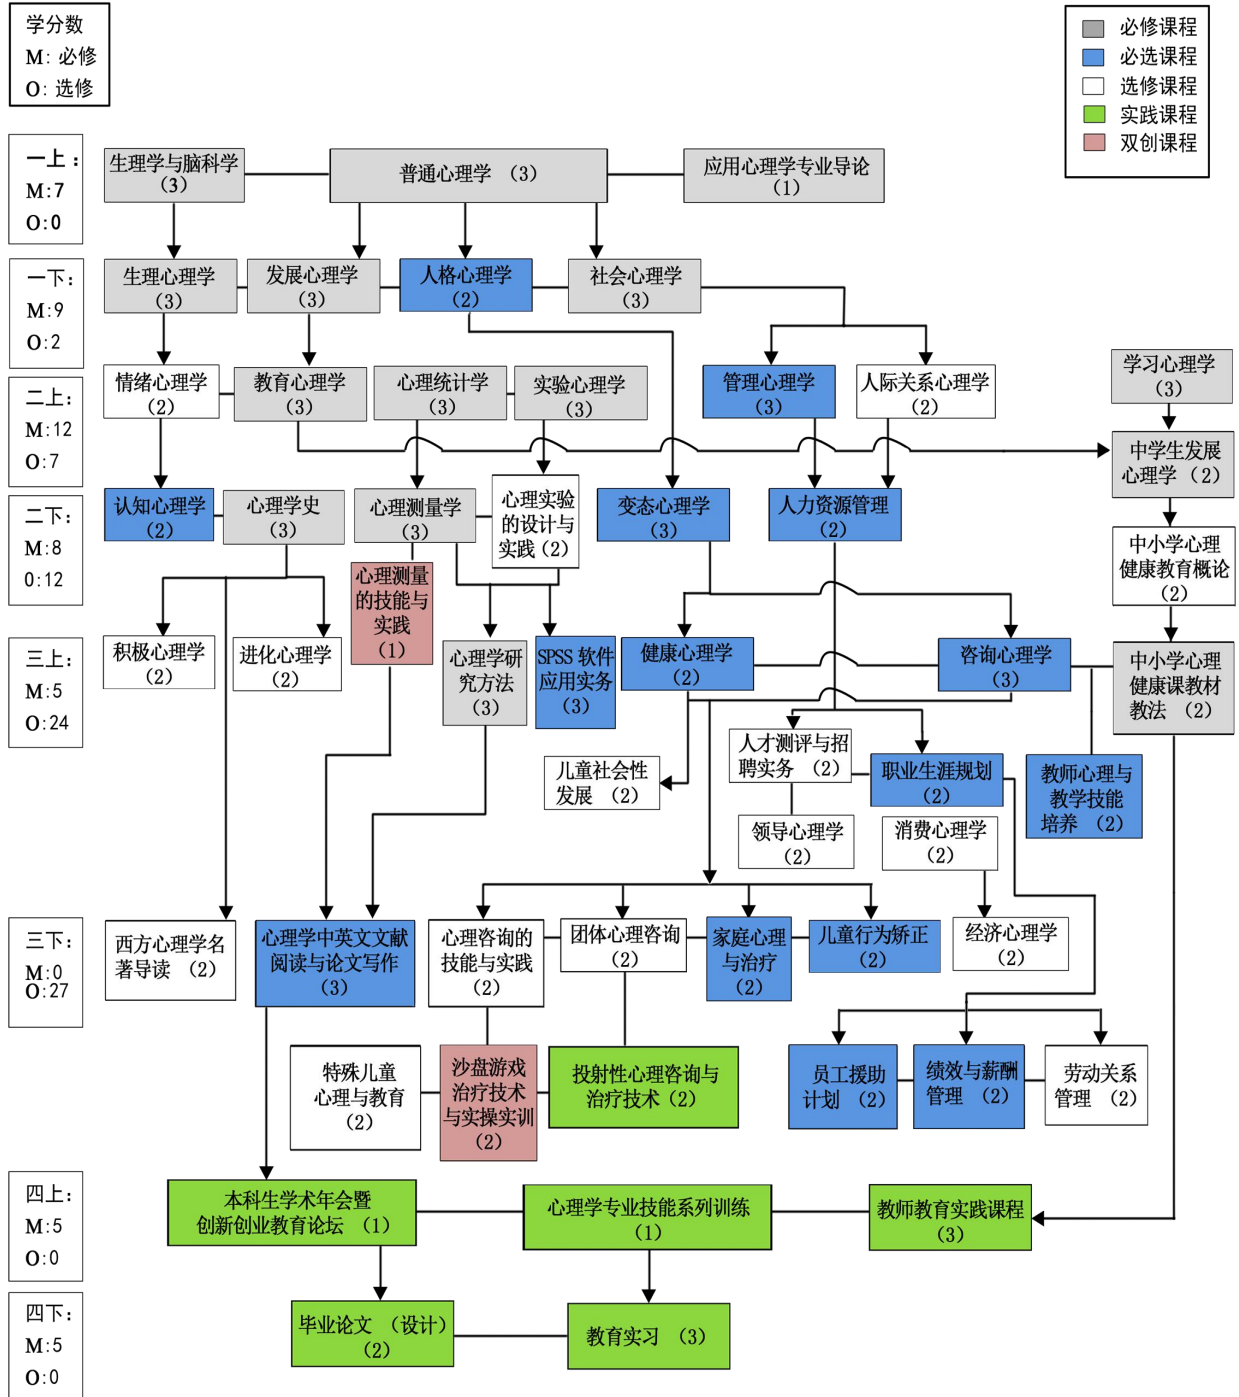 学分数
M: 必修
O: 选修
必修课程
必选课程
选修课程
实践课程
双创课程
一上:
M:7
O:0
生理学与脑科学
(3)
普通心理学 (3)
应用心理学专业导论
(1)
一下:
M:9
O:2
生理心理学
(3)
发展心理学
(3)
人格心理学
(2)
社会心理学
(3)
二上:
M:12
O:7
情绪心理学
(2)
教育心理学
(3)
心理统计学
(3)
实验心理学
(3)
管理心理学
(3)
人际关系心理学
(2)
学习心理学
(3)
中学生发展
心理学 (2)
二下:
M:8
0:12
认知心理学
(2)
心理学史
(3)
心理测量学
(3)
心理实验
的设计与
实践(2)
变态心理学
(3)
人力资源管理
(2)
中小学心理
健康教育概论
(2)
心理测量
的技能与
实践
(1)
三上:
M:5
O:24
积极心理学
(2)
进化心理学
(2)
心理学研
究方法
(3)
SPSS 软件
应用实务
(3)
健康心理学
(2)
咨询心理学
(3)
中小学心理
健康课教材
教法 (2)
儿童社会性
发展 (2)
人才测评与招
聘实务 (2)
职业生涯规划
(2)
教师心理与
教学技能
培养 (2)
领导心理学
(2)
消费心理学
(2)
三下:
M:0
O:27
西方心理学名
著导读 (2)
心理学中英文文献
阅读与论文写作
(3)
心理咨询的
技能与实践
(2)
团体心理咨询
(2)
家庭心理
与治疗
(2)
儿童行为矫正
(2)
经济心理学
(2)
特殊儿童
心理与教育
(2)
沙盘游戏
治疗技术
与实操实训
(2)
投射性心理咨询与
治疗技术(2)
员工援助
计划 (2)
绩效与薪酬
管理 (2)
劳动关系
管理 (2)
四上:
M:5
O:0
本科生学术年会暨
创新创业教育论坛 (1)
心理学专业技能系列训练
(1)
教师教育实践课程
(3)
四下:
M:5
O:0
毕业论文 (设计)
(2)
教育实习 (3)